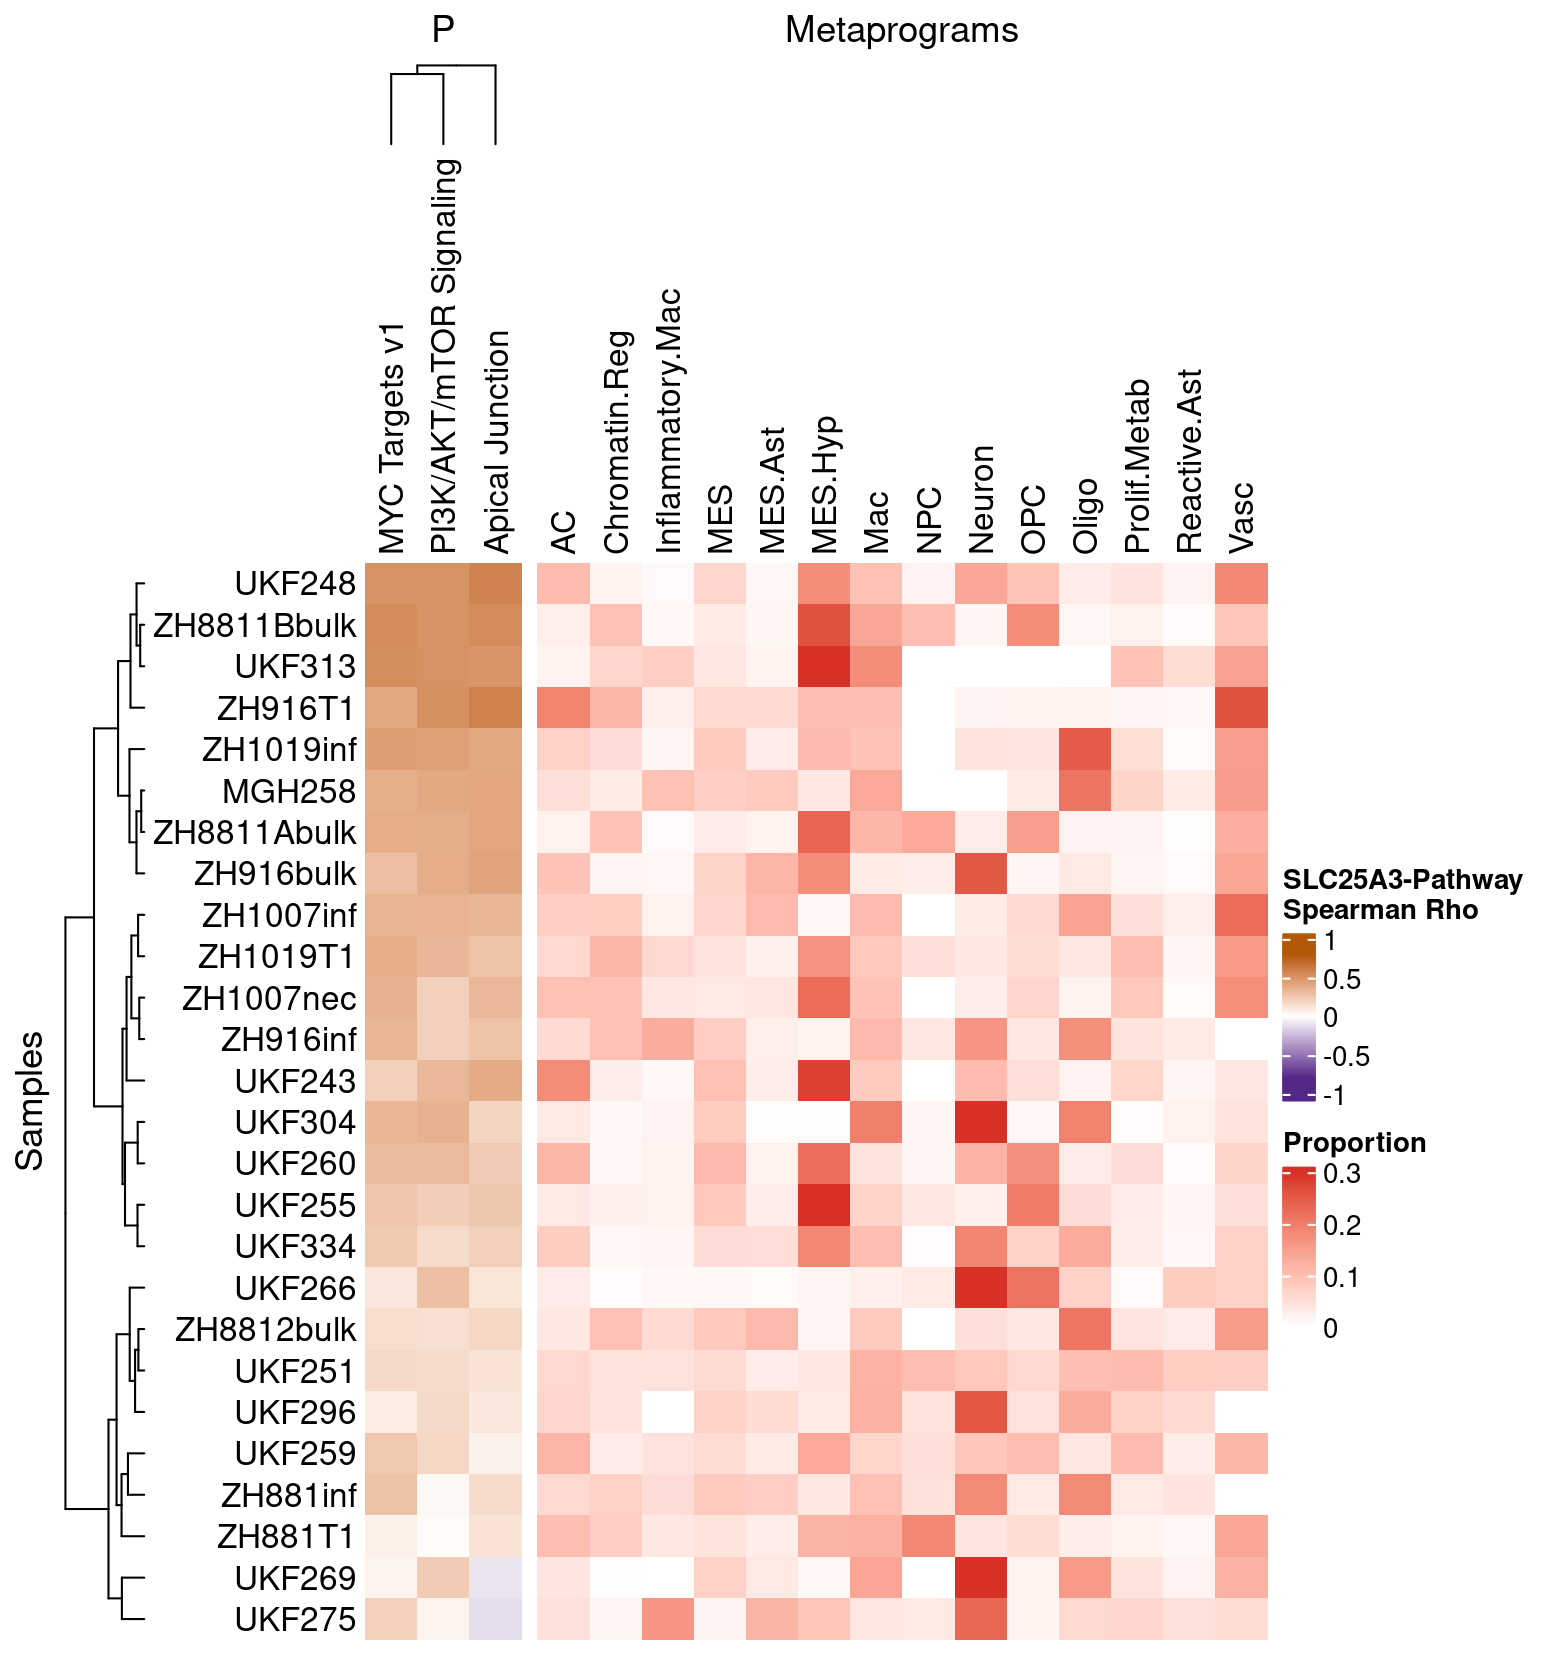 P
Metaprograms
MYC Targets v1
PI3K/AKT/mTOR Signaling
Apical Junction
AC
Chromatin.Reg
Inflammatory.Mac
MES
MES.Ast
MES.Hyp
Mac
NPC
Neuron
OPC
Oligo
Prolif.Metab
Reactive.Ast
Vasc
Samples
UKF248
ZH8811Bbulk
UKF313
ZH916T1
ZH1019inf
MGH258
ZH8811Abulk
ZH916bulk
ZH1007inf
ZH1019T1
ZH1007nec
ZH916inf
UKF243
UKF304
UKF260
UKF255
UKF334
UKF266
ZH8812bulk
UKF251
UKF296
UKF259
ZH881inf
ZH881T1
UKF269
UKF275
SLC25A3-Pathway
Spearman Rho
1
0.5
0
-0.5
-1
Proportion
0.3
0.2
0.1
0